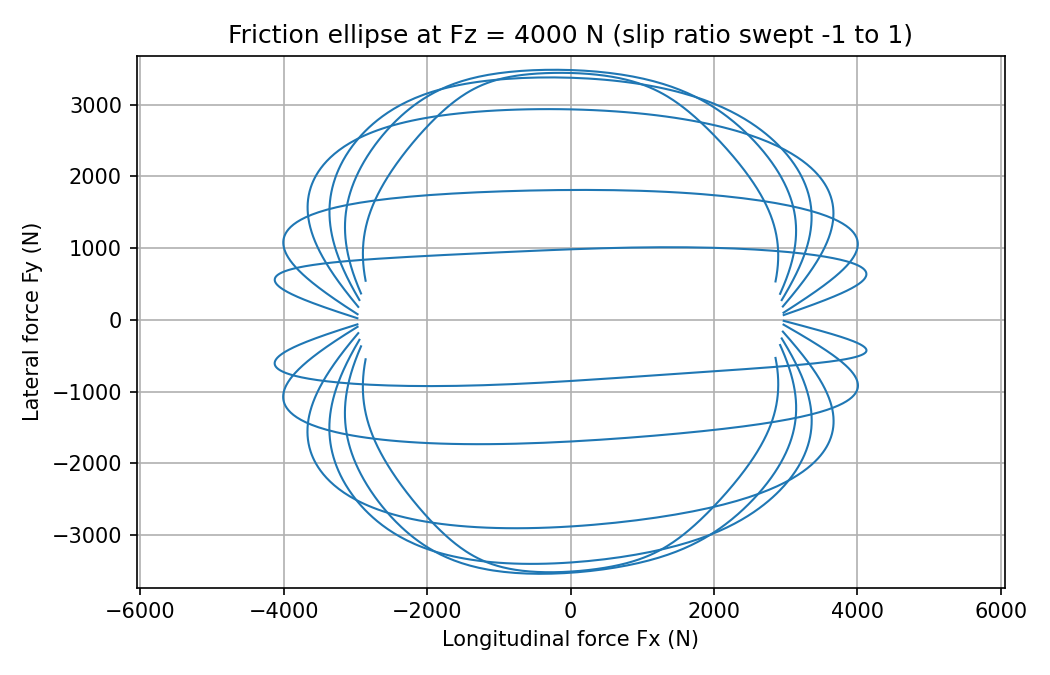 Friction ellipse at Fz = 4000 N (slip ratio swept -1 to 1)
3000
2000
1000
0
−1000
−2000
−3000
Lateral force Fy (N)
−6000 −4000 −2000 0 2000 4000 6000
Longitudinal force Fx (N)